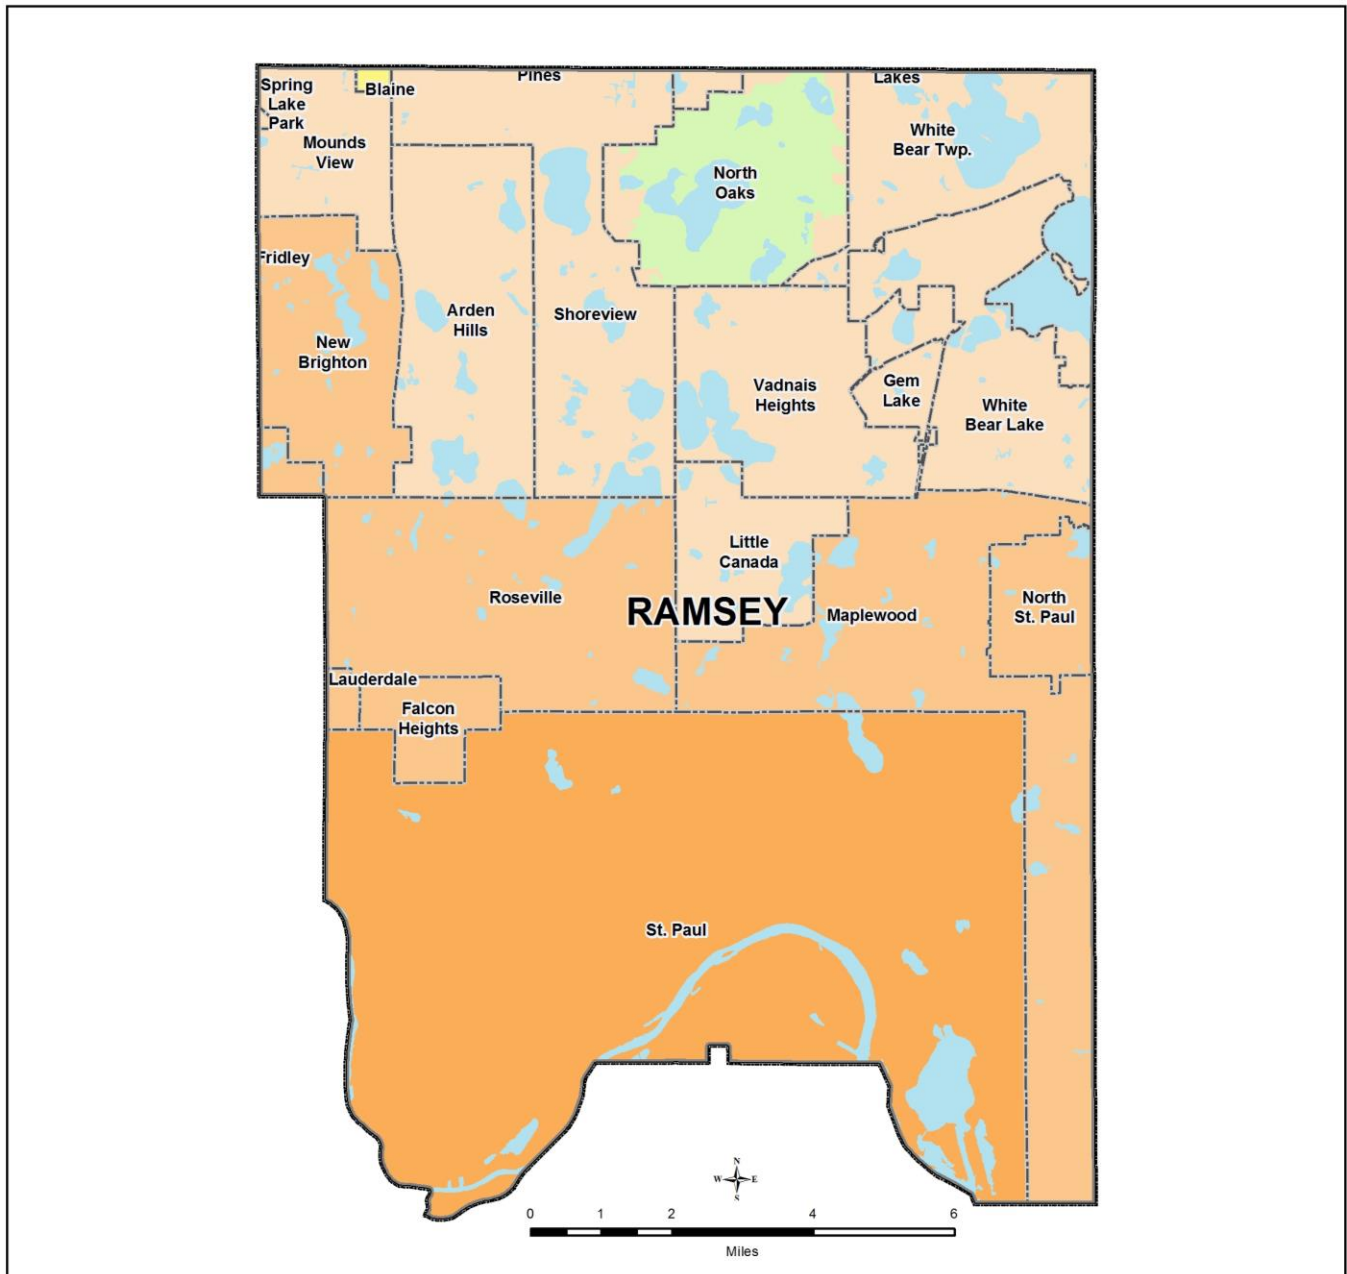 Pines
Lakes
Spring
Lake
Park
Blaine
Mounds
View
White
Bear Twp.
North
Oaks
Fridley
Arden
Hills
Shoreview
New
Brighton
Vadnais
Heights
Gem
Lake
White
Bear Lake
Little
Canada
Roseville
RAMSEY
Maplewood
North
St. Paul
Lauderdale
Falcon
Heights
St. Paul
N
W
E
S
0 1 2 4 6
Miles